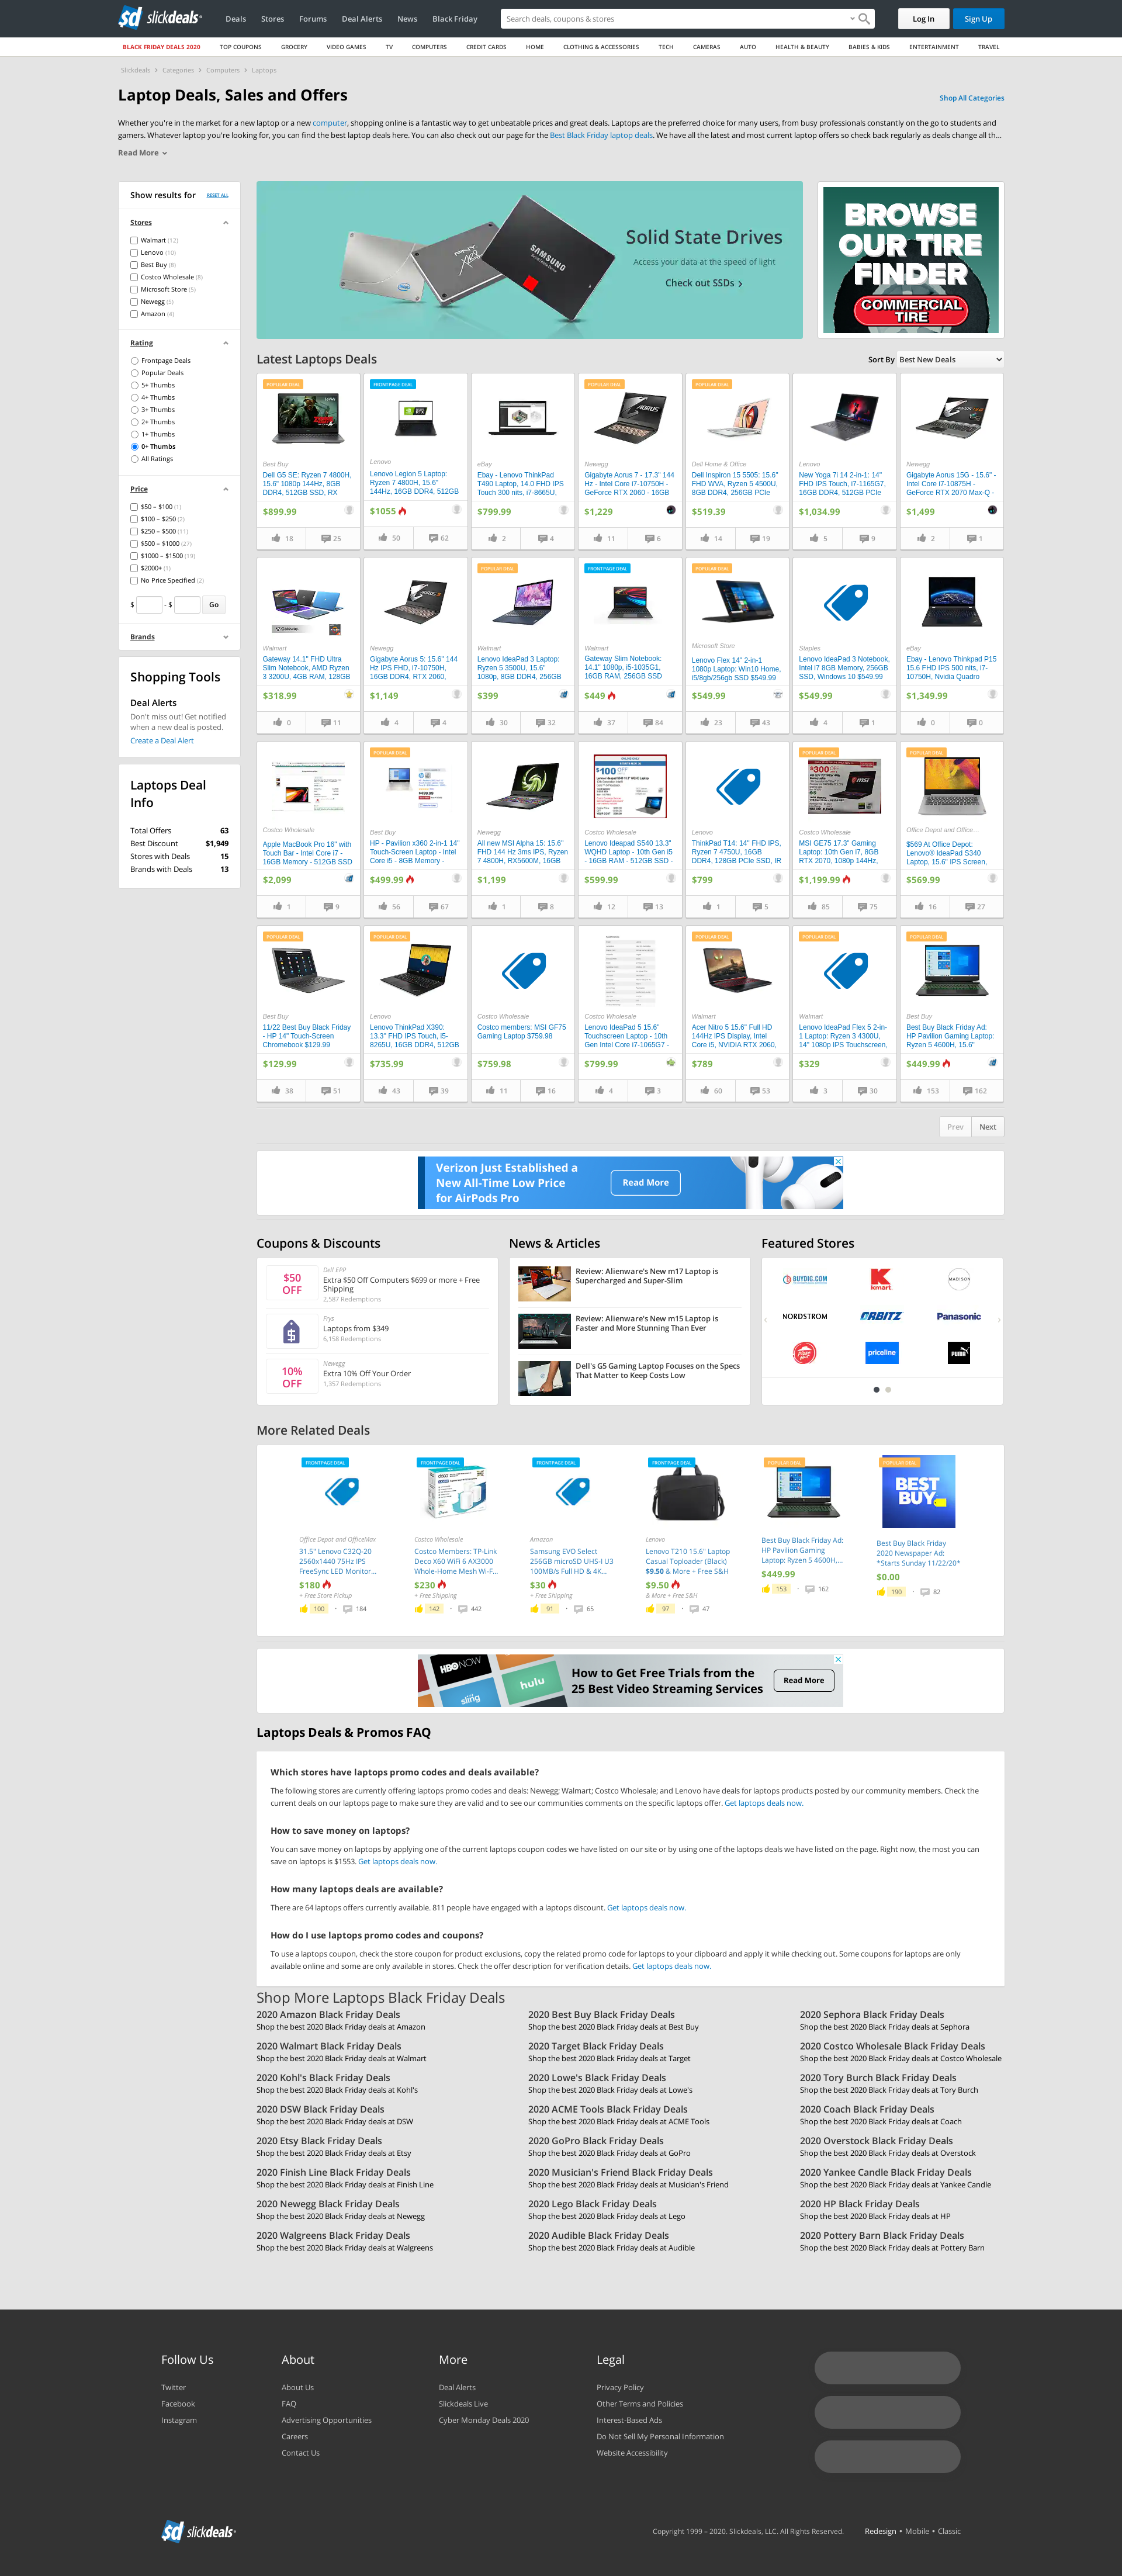 slickdeals
Deals Stores Forums Deal Alerts News Black Friday
Search deals, coupons & stores
Log In
Sign Up
BLACK FRIDAY DEALS 2020 TOP COUPONS GROCERY VIDEO GAMES TV COMPUTERS CREDIT CARDS HOME CLOTHING & ACCESSORIES TECH CAMERAS AUTO HEALTH & BEAUTY BABIES & KIDS ENTERTAINMENT TRAVEL
Slickdeals > Categories > Computers > Laptops
Laptop Deals, Sales and Offers
Shop All Categories
Whether you're in the market for a new laptop or a new computer, shopping online is a fantastic way to get unbeatable prices and great deals. Laptops are the preferred choice for many users, from busy professionals constantly on the go to students and
gamers. Whatever laptop you're looking for, you can find the best laptop deals here. You can also check out our page for the Best Black Friday laptop deals. We have all the latest and most current laptop offers so check back regularly as deals change all th...
Read More
Show results for RESET ALL
Stores
Walmart (12)
Lenovo (10)
Best Buy (8)
Costco Wholesale (8)
Microsoft Store (5)
Newegg (5)
Amazon (4)
Rating
Frontpage Deals
Popular Deals
5+ Thumbs
4+ Thumbs
3+ Thumbs
2+ Thumbs
1+ Thumbs
0+ Thumbs
All Ratings
Price
$50 – $100 (1)
$100 – $250 (2)
$250 – $500 (11)
$500 – $1000 (27)
$1000 – $1500 (19)
$2000+ (1)
No Price Specified (2)
$ - $ Go
Brands
Shopping Tools
Deal Alerts
Don't miss out! Get notified
when a new deal is posted.
Create a Deal Alert
Laptops Deal
Info
Total Offers 63
Best Discount $1,949
Stores with Deals 15
Brands with Deals 13
SAMSUNG
Solid State Drives
Access your data at the speed of light
Check out SSDs >
BROWSE
OUR TIRE
FINDER
COMMERCIAL
TIRE
Latest Laptops Deals
Sort By Best New Deals
POPULAR DEAL
Best Buy
Dell G5 SE: Ryzen 7 4800H,
15.6" 1080p 144Hz, 8GB
DDR4, 512GB SSD, RX
$899.99
18 25
FRONTPAGE DEAL
Lenovo
Lenovo Legion 5 Laptop:
Ryzen 7 4800H, 15.6"
144Hz, 16GB DDR4, 512GB
$1055
50 62
eBay
Ebay - Lenovo ThinkPad
T490 Laptop, 14.0 FHD IPS
Touch 300 nits, i7-8665U,
$799.99
2 4
POPULAR DEAL
Newegg
Gigabyte Aorus 7 - 17.3" 144
Hz - Intel Core i7-10750H -
GeForce RTX 2060 - 16GB
$1,229
11 6
POPULAR DEAL
Dell Home & Office
Dell Inspiron 15 5505: 15.6"
FHD WVA, Ryzen 5 4500U,
8GB DDR4, 256GB PCIe
$519.39
14 19
Lenovo
New Yoga 7i 14 2-in-1: 14"
FHD IPS Touch, i7-1165G7,
16GB DDR4, 512GB PCIe
$1,034.99
5 9
Newegg
Gigabyte Aorus 15G - 15.6" -
Intel Core i7-10875H -
GeForce RTX 2070 Max-Q -
$1,499
2 1
Walmart
Gateway 14.1" FHD Ultra
Slim Notebook, AMD Ryzen
3 3200U, 4GB RAM, 128GB
$318.99
0 11
Newegg
Gigabyte Aorus 5: 15.6" 144
Hz IPS FHD, i7-10750H,
16GB DDR4, RTX 2060,
$1,149
4 4
POPULAR DEAL
Walmart
Lenovo IdeaPad 3 Laptop:
Ryzen 5 3500U, 15.6"
1080p, 8GB DDR4, 256GB
$399
30 32
FRONTPAGE DEAL
Walmart
Gateway Slim Notebook:
14.1" 1080p, i5-1035G1,
16GB RAM, 256GB SSD
$449
37 84
POPULAR DEAL
Microsoft Store
Lenovo Flex 14" 2-in-1
1080p Laptop: Win10 Home,
i5/8gb/256gb SSD $549.99
$549.99
23 43
Staples
Lenovo IdeaPad 3 Notebook,
Intel i7 8GB Memory, 256GB
SSD; Windows 10 $549.99
$549.99
4 1
eBay
Ebay - Lenovo Thinkpad P15
15.6 FHD IPS 500 nits, i7-
10750H, Nvidia Quadro
$1,349.99
0 0
Costco Wholesale
Apple MacBook Pro 16" with
Touch Bar - Intel Core i7 -
16GB Memory - 512GB SSD
$2,099
1 9
POPULAR DEAL
Best Buy
HP - Pavilion x360 2-in-1 14"
Touch-Screen Laptop - Intel
Core i5 - 8GB Memory -
$499.99
56 67
Newegg
All new MSI Alpha 15: 15.6"
FHD 144 Hz 3ms IPS, Ryzen
7 4800H, RX5600M, 16GB
$1,199
1 8
$100 OFF
Costco Wholesale
Lenovo Ideapad S540 13.3"
WQHD Laptop - 10th Gen i5
- 16GB RAM - 512GB SSD -
$599.99
12 13
Lenovo
ThinkPad T14: 14" FHD IPS,
Ryzen 7 4750U, 16GB
DDR4, 128GB PCIe SSD, IR
$799
1 5
POPULAR DEAL
$300 OFF
Costco Wholesale
MSI GE75 17.3" Gaming
Laptop: 10th Gen i7, 8GB
RTX 2070, 1080p 144Hz,
$1,199.99
85 75
POPULAR DEAL
Office Depot and Office...
$569 At Office Depot:
Lenovo® IdeaPad S340
Laptop, 15.6" IPS Screen,
$569.99
16 27
POPULAR DEAL
Best Buy
11/22 Best Buy Black Friday
- HP 14" Touch-Screen
Chromebook $129.99
$129.99
38 51
POPULAR DEAL
Lenovo
Lenovo ThinkPad X390:
13.3" FHD IPS Touch, i5-
8265U, 16GB DDR4, 512GB
$735.99
43 39
Costco Wholesale
Costco members: MSI GF75
Gaming Laptop $759.98
$759.98
11 16
Costco Wholesale
Lenovo IdeaPad 5 15.6"
Touchscreen Laptop - 10th
Gen Intel Core i7-1065G7 -
$799.99
4 3
POPULAR DEAL
Walmart
Acer Nitro 5 15.6" Full HD
144Hz IPS Display, Intel
Core i5, NVIDIA RTX 2060,
$789
60 53
POPULAR DEAL
Walmart
Lenovo IdeaPad Flex 5 2-in-
1 Laptop: Ryzen 3 4300U,
14" 1080p IPS Touchscreen,
$329
3 30
POPULAR DEAL
Best Buy
Best Buy Black Friday Ad:
HP Pavilion Gaming Laptop:
Ryzen 5 4600H, 15.6"
$449.99
153 162
Prev Next
Verizon Just Established a
New All-Time Low Price
for AirPods Pro
Read More
Coupons & Discounts
$50
OFF
Dell EPP
Extra $50 Off Computers $699 or more + Free
Shipping
2,587 Redemptions
Frys
Laptops from $349
6,158 Redemptions
10%
OFF
Newegg
Extra 10% Off Your Order
1,357 Redemptions
News & Articles
Review: Alienware's New m17 Laptop is
Supercharged and Super-Slim
Review: Alienware's New m15 Laptop is
Faster and More Stunning Than Ever
Dell's G5 Gaming Laptop Focuses on the Specs
That Matter to Keep Costs Low
Featured Stores
BUYDIG.COM
kmart
MADISON
NORDSTROM
ORBITZ
Panasonic
priceline
PUMA
More Related Deals
FRONTPAGE DEAL
Office Depot and OfficeMax
31.5" Lenovo C32Q-20
2560x1440 75Hz IPS
FreeSync LED Monitor...
$180
+ Free Store Pickup
100 - 184
FRONTPAGE DEAL
Costco Wholesale
Costco Members: TP-Link
Deco X60 WiFi 6 AX3000
Whole-Home Mesh Wi-F...
$230
+ Free Shipping
142 - 442
FRONTPAGE DEAL
Amazon
Samsung EVO Select
256GB microSD UHS-I U3
100MB/s Full HD & 4K...
$30
+ Free Shipping
91 - 65
FRONTPAGE DEAL
Lenovo
Lenovo T210 15.6" Laptop
Casual Toploader (Black)
$9.50 & More + Free S&H
$9.50
& More + Free S&H
97 - 47
POPULAR DEAL
Best Buy Black Friday Ad:
HP Pavilion Gaming
Laptop: Ryzen 5 4600H,...
$449.99
153 - 162
POPULAR DEAL
BEST
BUY
Best Buy Black Friday
2020 Newspaper Ad:
*Starts Sunday 11/22/20*
$0.00
190 - 82
HBO NOW
sling
hulu
How to Get Free Trials from the
25 Best Video Streaming Services
Read More
Laptops Deals & Promos FAQ
Which stores have laptops promo codes and deals available?
The following stores are currently offering laptops promo codes and deals: Newegg; Walmart; Costco Wholesale; and Lenovo have deals for laptops products posted by our community members. Check the
current deals on our laptops page to make sure they are valid and to see our communities comments on the specific laptops offer. Get laptops deals now.
How to save money on laptops?
You can save money on laptops by applying one of the current laptops coupon codes we have listed on our site or by using one of the laptops deals we have listed on the page. Right now, the most you can
save on laptops is $1553. Get laptops deals now.
How many laptops deals are available?
There are 64 laptops offers currently available. 811 people have engaged with a laptops discount. Get laptops deals now.
How do I use laptops promo codes and coupons?
To use a laptops coupon, check the store coupon for product exclusions, copy the related promo code for laptops to your clipboard and apply it while checking out. Some coupons for laptops are only
available online and some are only available in stores. Check the offer description for verification details. Get laptops deals now.
Shop More Laptops Black Friday Deals
2020 Amazon Black Friday Deals
Shop the best 2020 Black Friday deals at Amazon
2020 Best Buy Black Friday Deals
Shop the best 2020 Black Friday deals at Best Buy
2020 Sephora Black Friday Deals
Shop the best 2020 Black Friday deals at Sephora
2020 Walmart Black Friday Deals
Shop the best 2020 Black Friday deals at Walmart
2020 Target Black Friday Deals
Shop the best 2020 Black Friday deals at Target
2020 Costco Wholesale Black Friday Deals
Shop the best 2020 Black Friday deals at Costco Wholesale
2020 Kohl's Black Friday Deals
Shop the best 2020 Black Friday deals at Kohl's
2020 Lowe's Black Friday Deals
Shop the best 2020 Black Friday deals at Lowe's
2020 Tory Burch Black Friday Deals
Shop the best 2020 Black Friday deals at Tory Burch
2020 DSW Black Friday Deals
Shop the best 2020 Black Friday deals at DSW
2020 ACME Tools Black Friday Deals
Shop the best 2020 Black Friday deals at ACME Tools
2020 Coach Black Friday Deals
Shop the best 2020 Black Friday deals at Coach
2020 Etsy Black Friday Deals
Shop the best 2020 Black Friday deals at Etsy
2020 GoPro Black Friday Deals
Shop the best 2020 Black Friday deals at GoPro
2020 Overstock Black Friday Deals
Shop the best 2020 Black Friday deals at Overstock
2020 Finish Line Black Friday Deals
Shop the best 2020 Black Friday deals at Finish Line
2020 Musician's Friend Black Friday Deals
Shop the best 2020 Black Friday deals at Musician's Friend
2020 Yankee Candle Black Friday Deals
Shop the best 2020 Black Friday deals at Yankee Candle
2020 Newegg Black Friday Deals
Shop the best 2020 Black Friday deals at Newegg
2020 Lego Black Friday Deals
Shop the best 2020 Black Friday deals at Lego
2020 HP Black Friday Deals
Shop the best 2020 Black Friday deals at HP
2020 Walgreens Black Friday Deals
Shop the best 2020 Black Friday deals at Walgreens
2020 Audible Black Friday Deals
Shop the best 2020 Black Friday deals at Audible
2020 Pottery Barn Black Friday Deals
Shop the best 2020 Black Friday deals at Pottery Barn
Follow Us
Twitter
Facebook
Instagram
About
About Us
FAQ
Advertising Opportunities
Careers
Contact Us
More
Deal Alerts
Slickdeals Live
Cyber Monday Deals 2020
Legal
Privacy Policy
Other Terms and Policies
Interest-Based Ads
Do Not Sell My Personal Information
Website Accessibility
slickdeals
Copyright 1999 – 2020. Slickdeals, LLC. All Rights Reserved. Redesign • Mobile • Classic